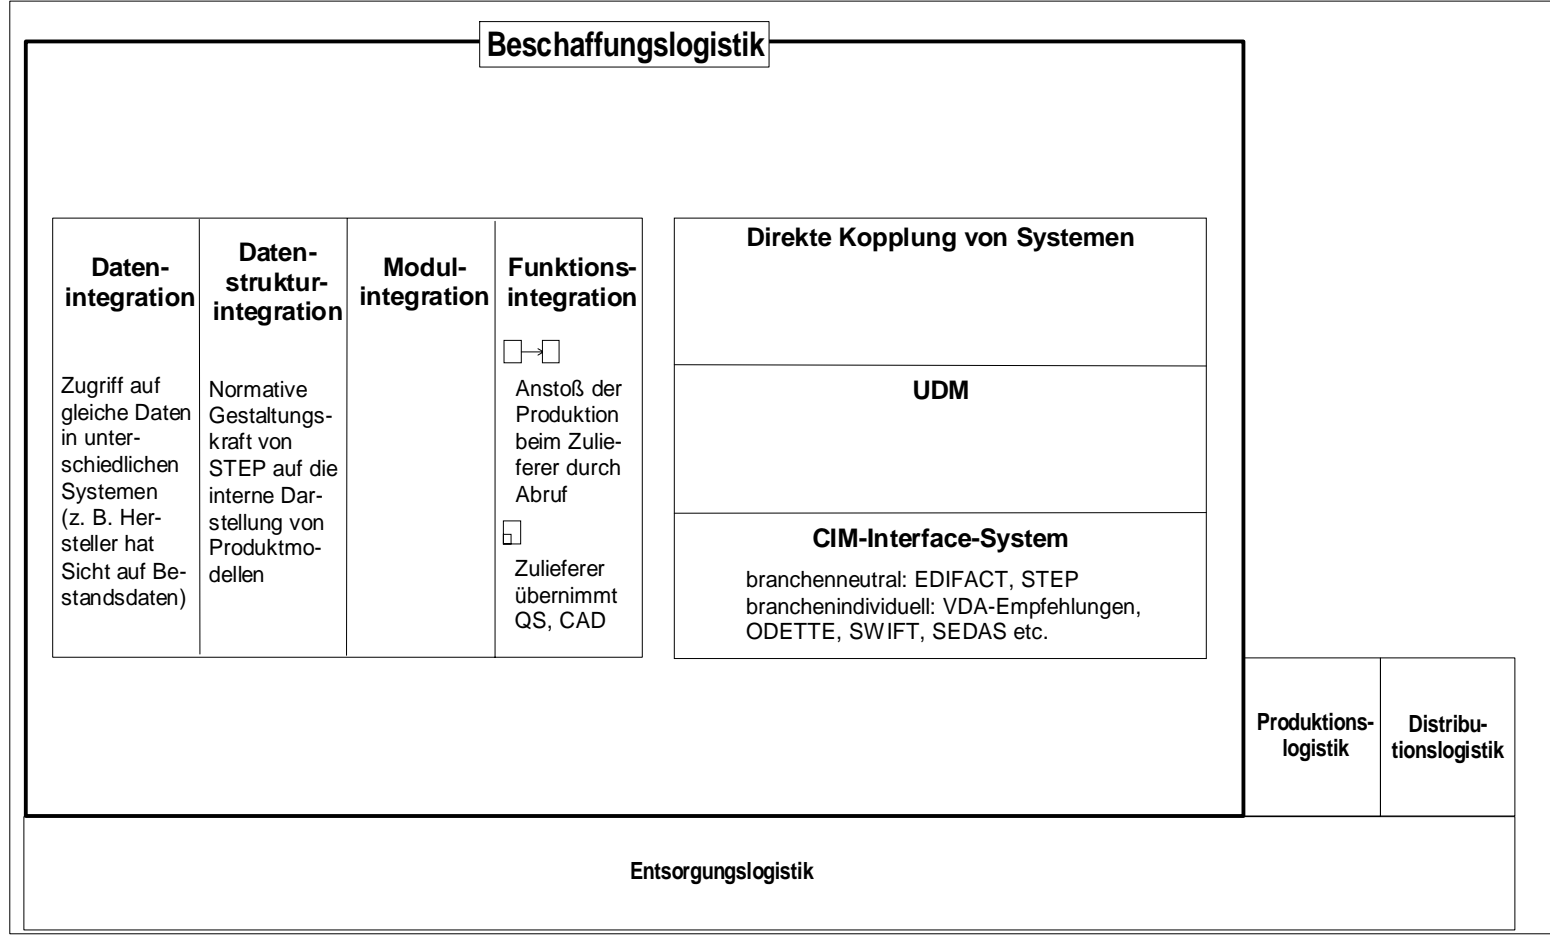 Beschaffungslogistik
Daten-
integration
Zugriff auf
gleiche Daten
in unter-
schiedlichen
Systemen
(z. B. Her-
steller hat
Sicht auf Be-
standsdaten)
Daten-
struktur-
integration
Normative
Gestaltungs-
kraft von
STEP auf die
interne Dar-
stellung von
Produktmo-
dellen
Modul-
integration
Funktions-
integration
Anstoß der
Produktion
beim Zulie-
ferer durch
Abruf
Zulieferer
übernimmt
QS, CAD
Direkte Kopplung von Systemen
UDM
CIM-Interface-System
branchenneutral: EDIFACT, STEP
branchenindividuell: VDA-Empfehlungen,
ODETTE, SWIFT, SEDAS etc.
Produktions-
logistik
Distribu-
tionslogistik
Entsorgungslogistik